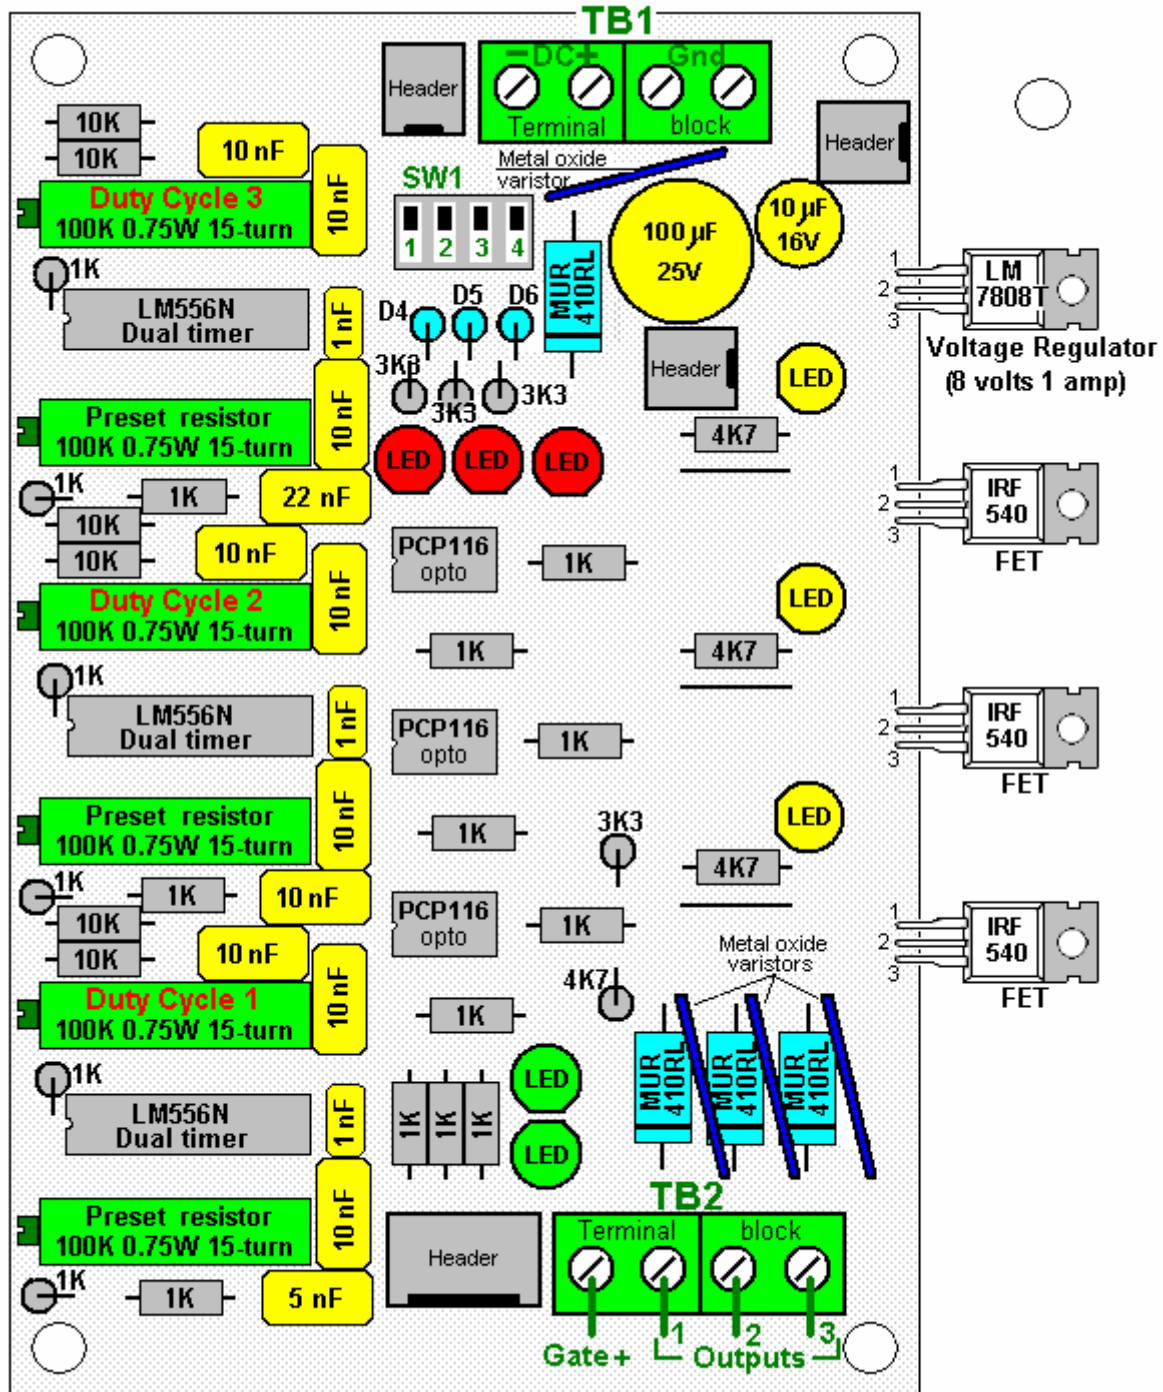 TB1
Header
-DC+
Gnd
Terminal
block
Header
10K
10K
10 nF
10 nF
Metal oxide
varistor
SW1
1 2 3 4
Duty Cycle 3
100K 0.75W 15-turn
100 µF
25V
10 µF
16V
MUR
410RL
1K
LM556N
Dual timer
1 nF
D4
D5
D6
3K3
3K3
3K3
Header
LED
1
2
3
LM
7808T
Voltage Regulator
(8 volts 1 amp)
Preset resistor
100K 0.75W 15-turn
10 nF
LED
LED
LED
4K7
1K
1K
22 nF
1
2
3
IRF
540
FET
10K
10K
10 nF
10 nF
PCP116
opto
1K
Duty Cycle 2
100K 0.75W 15-turn
LED
1K
4K7
1K
LM556N
Dual timer
1 nF
PCP116
opto
1K
1
2
3
IRF
540
FET
Preset resistor
100K 0.75W 15-turn
10 nF
1K
3K3
LED
4K7
1K
1K
10 nF
10K
10K
10 nF
10 nF
PCP116
opto
1K
1
2
3
IRF
540
FET
Metal oxide
varistors
Duty Cycle 1
100K 0.75W 15-turn
4K7
1K
MUR
410RL
MUR
410RL
MUR
410RL
1K
LM556N
Dual timer
1 nF
1K
1K
1K
LED
LED
Preset resistor
100K 0.75W 15-turn
10 nF
TB2
Terminal
block
Header
1K
1K
5 nF
1
2
3
Gate+
Outputs